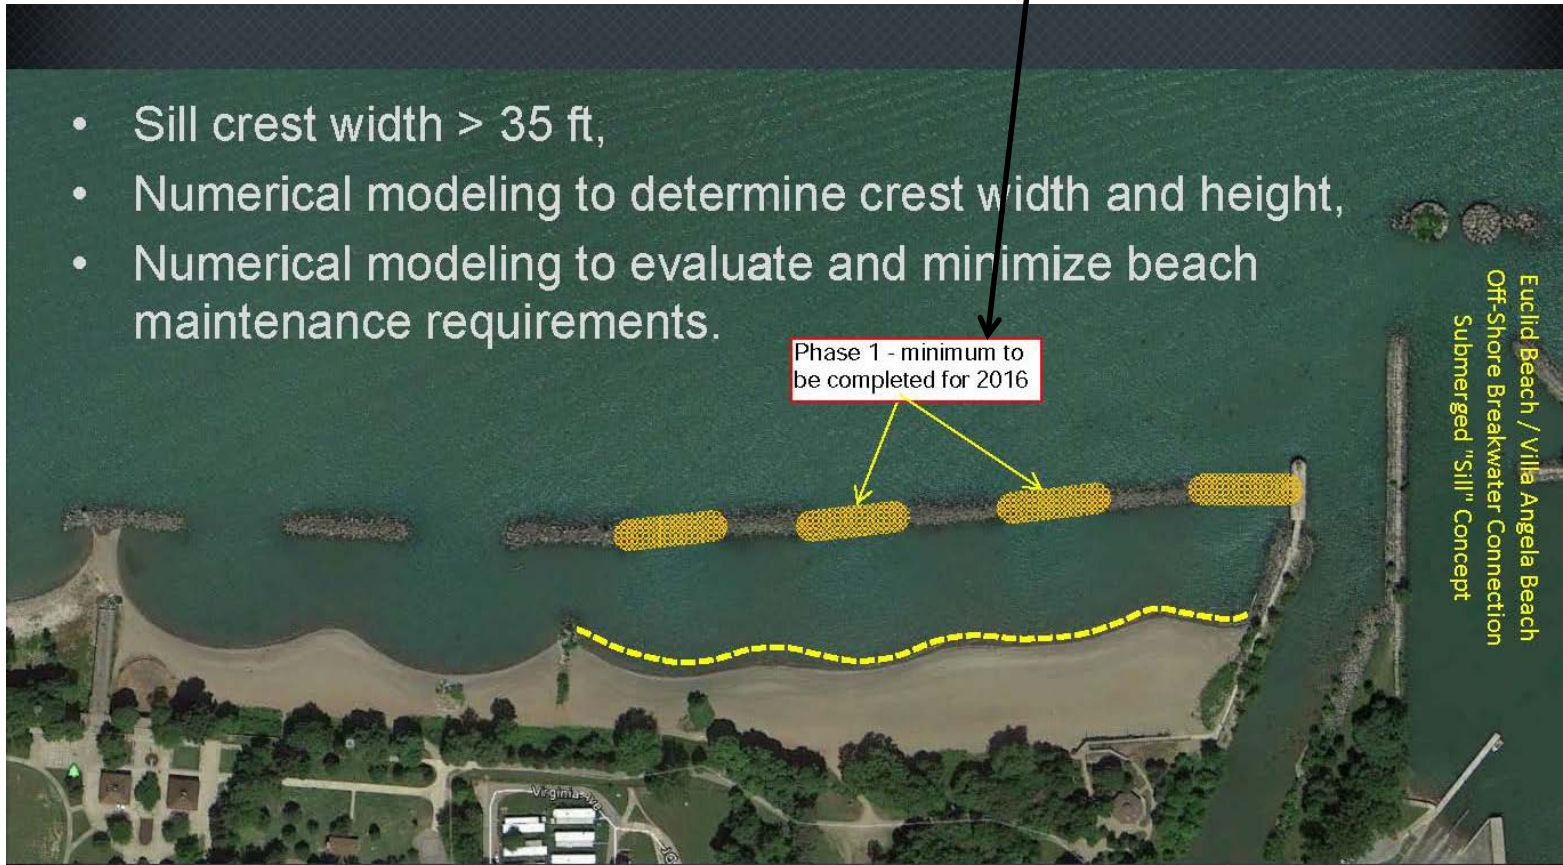 • Sill crest width > 35 ft,
• Numerical modeling to determine crest width and height,
• Numerical modeling to evaluate and minimize beach
maintenance requirements.
Phase 1 - minimum to
be completed for 2016
Euclid Beach / Villa Angela Beach
Off-Shore Breakwater Connection
Submerged "Sill" Concept
Virginia Ave